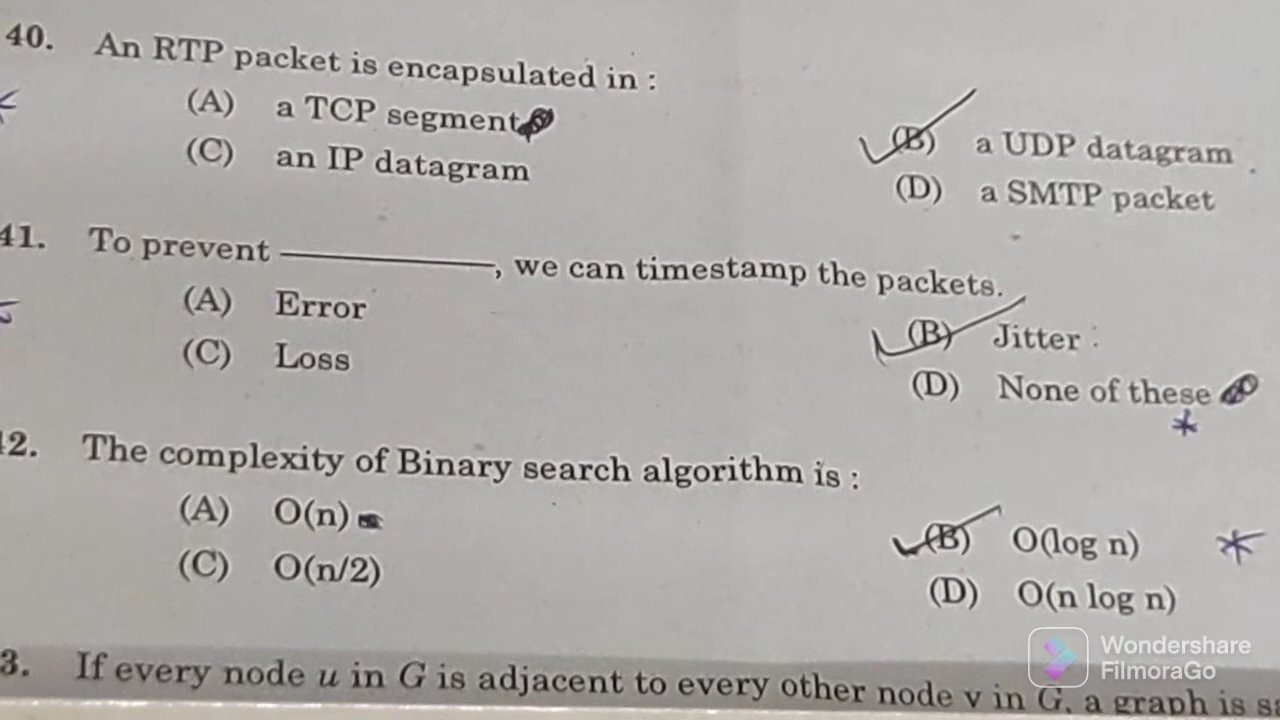 40. An RTP packet is encapsulated in :
(A) a TCP segment
(B) a UDP datagram
(C) an IP datagram
(D) a SMTP packet
41. To prevent ————, we can timestamp the packets.
(A) Error
(B) Jitter
(C) Loss
(D) None of these
*
12. The complexity of Binary search algorithm is :
(A) O(n)
(B) O(log n) *
(C) O(n/2)
(D) O(n log n)
3. If every node u in G is adjacent to every other node v in G, a graph is
Wondershare
FilmoraGo